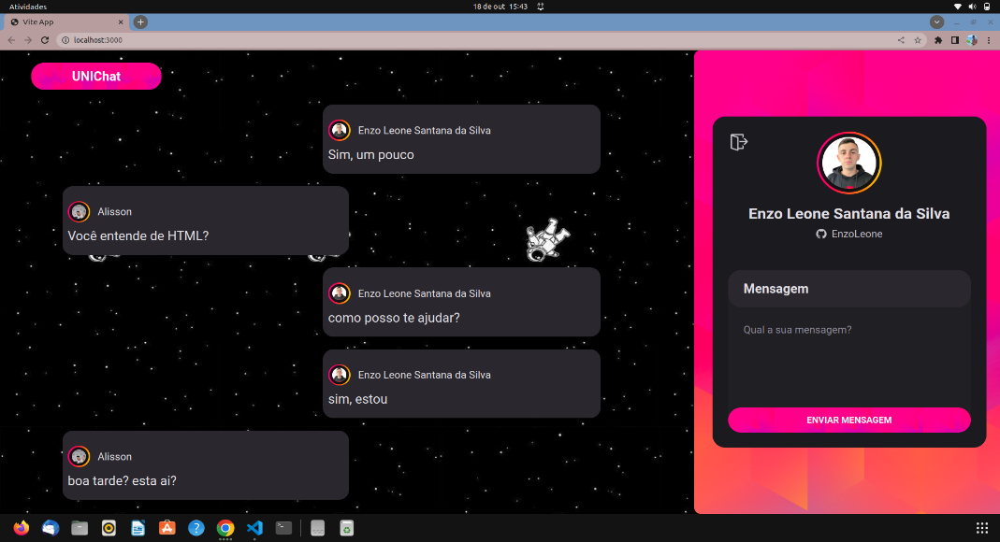 Atividades
18 de out 15:43
Vite App
localhost:3000
UNIChat
Enzo Leone Santana da Silva
Sim, um pouco
Alisson
Você entende de HTML?
Enzo Leone Santana da Silva
como posso te ajudar?
Enzo Leone Santana da Silva
sim, estou
Alisson
boa tarde? esta ai?
Enzo Leone Santana da Silva
EnzoLeone
Mensagem
Qual a sua mensagem?
ENVIAR MENSAGEM